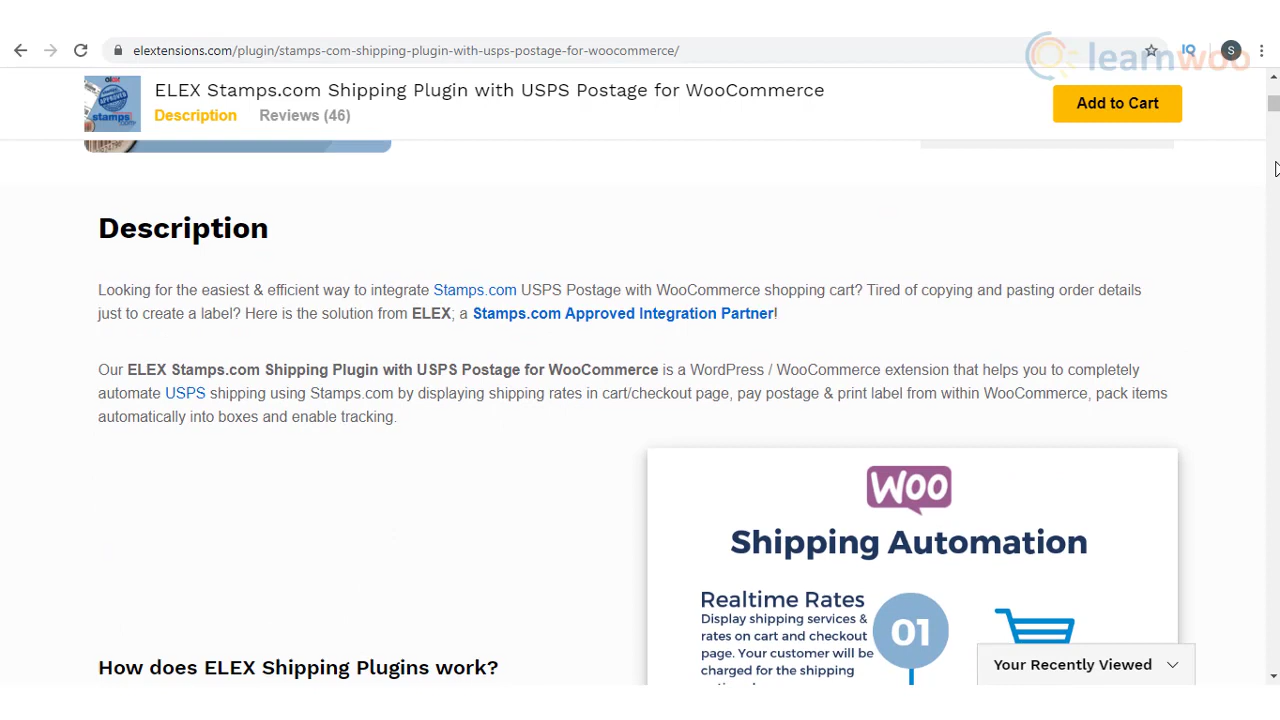 elextensions.com/plugin/stamps-com-shipping-plugin-with-usps-postage-for-woocommerce/
IQ
S
learnwoo
ELEX Stamps.com Shipping Plugin with USPS Postage for WooCommerce
Description
Reviews (46)
Add to Cart
APPROVED
stamps
.com
Description
Looking for the easiest & efficient way to integrate Stamps.com USPS Postage with WooCommerce shopping cart? Tired of copying and pasting order details
just to create a label? Here is the solution from ELEX; a Stamps.com Approved Integration Partner!
Our ELEX Stamps.com Shipping Plugin with USPS Postage for WooCommerce is a WordPress / WooCommerce extension that helps you to completely
automate USPS shipping using Stamps.com by displaying shipping rates in cart/checkout page, pay postage & print label from within WooCommerce, pack items
automatically into boxes and enable tracking.
WOO
Shipping Automation
Realtime Rates
Display shipping services &
rates on cart and checkout
page. Your customer will be
charged for the shipping
01
Your Recently Viewed
How does ELEX Shipping Plugins work?